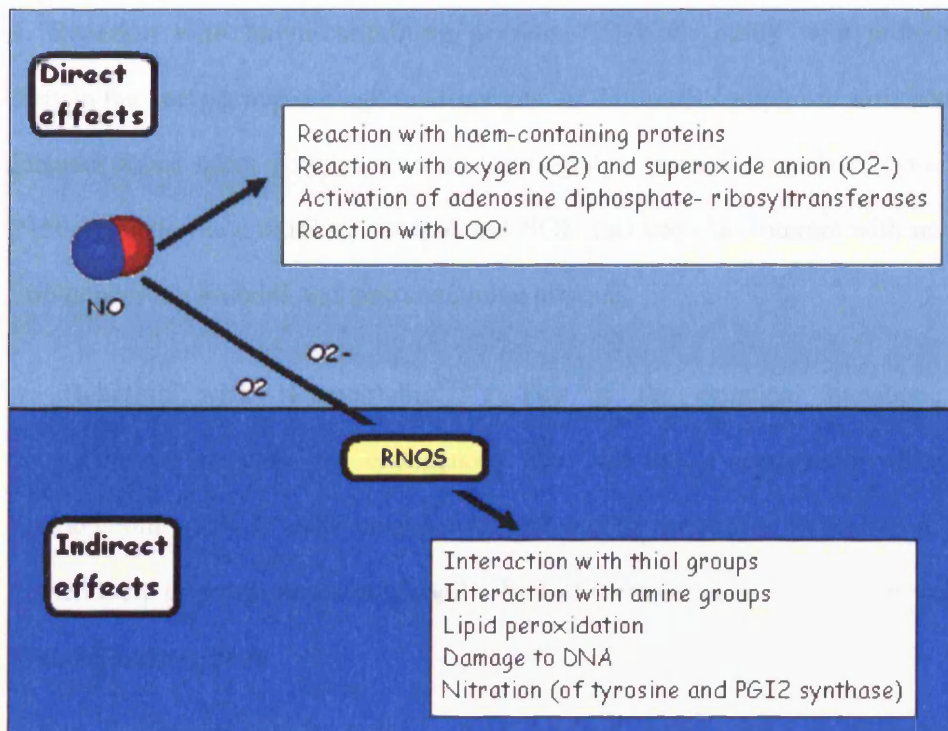 Direct
effects
Reaction with haem-containing proteins
Reaction with oxygen (O2) and superoxide anion (O2-)
Activation of adenosine diphosphate- ribosyltransferases
Reaction with LOO·
NO
O2-
O2
RNOS
Indirect
effects
Interaction with thiol groups
Interaction with amine groups
Lipid peroxidation
Damage to DNA
Nitration (of tyrosine and PGI2 synthase)